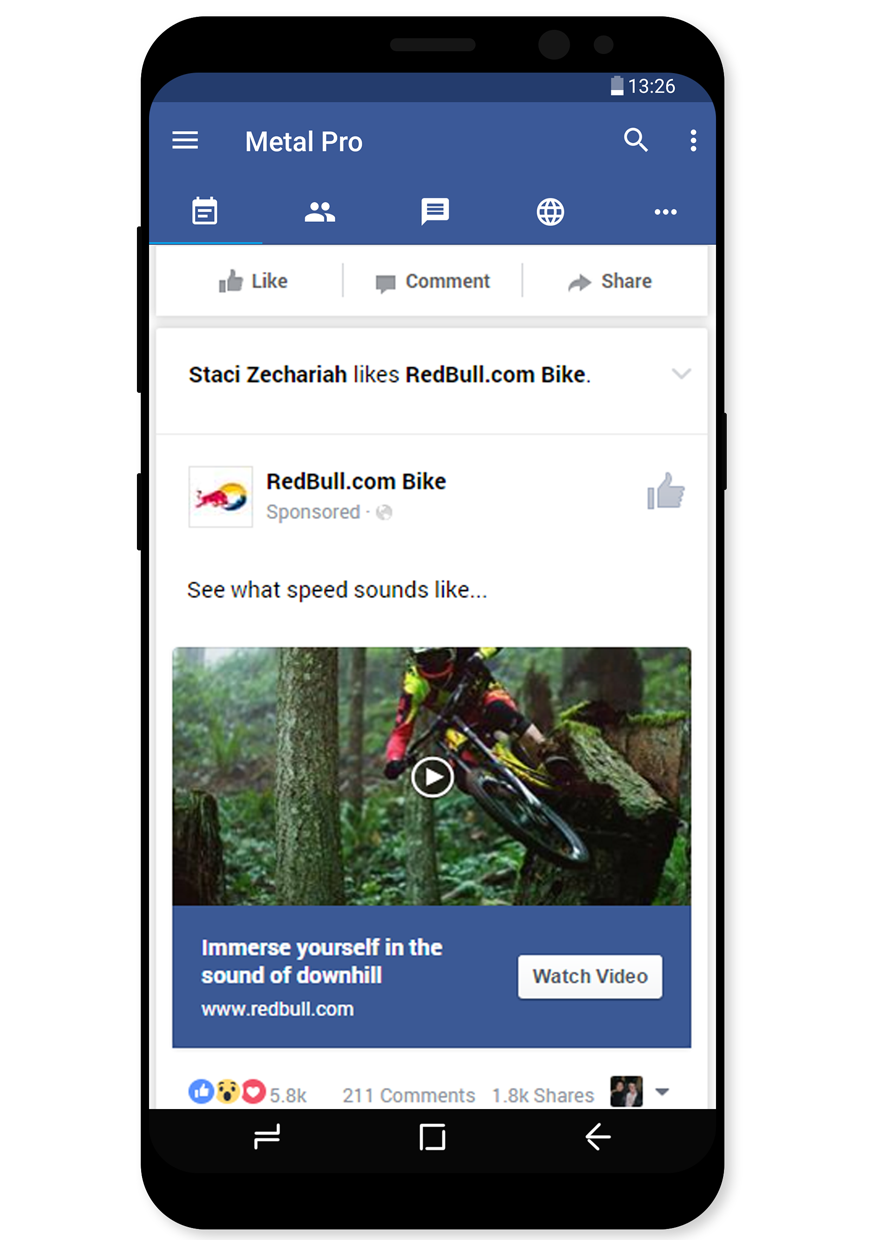 13:26
Metal Pro
Like
Comment
Share
Staci Zechariah likes RedBull.com Bike.
RedBull.com Bike
Sponsored ·
See what speed sounds like...
Immerse yourself in the
sound of downhill
www.redbull.com
Watch Video
5.8k
211 Comments
1.8k Shares